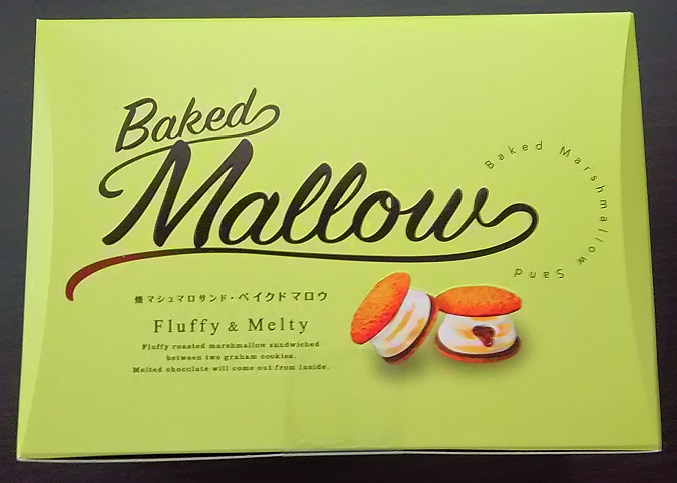 Baked
Mallow
Baked Marshmallow Sand
焼マシュマロサンド・ベイクドマロウ
Fluffy & Melty
Fluffy roasted marshmallow sandwiched
between two graham cookies.
Melted chocolate will come out from inside.